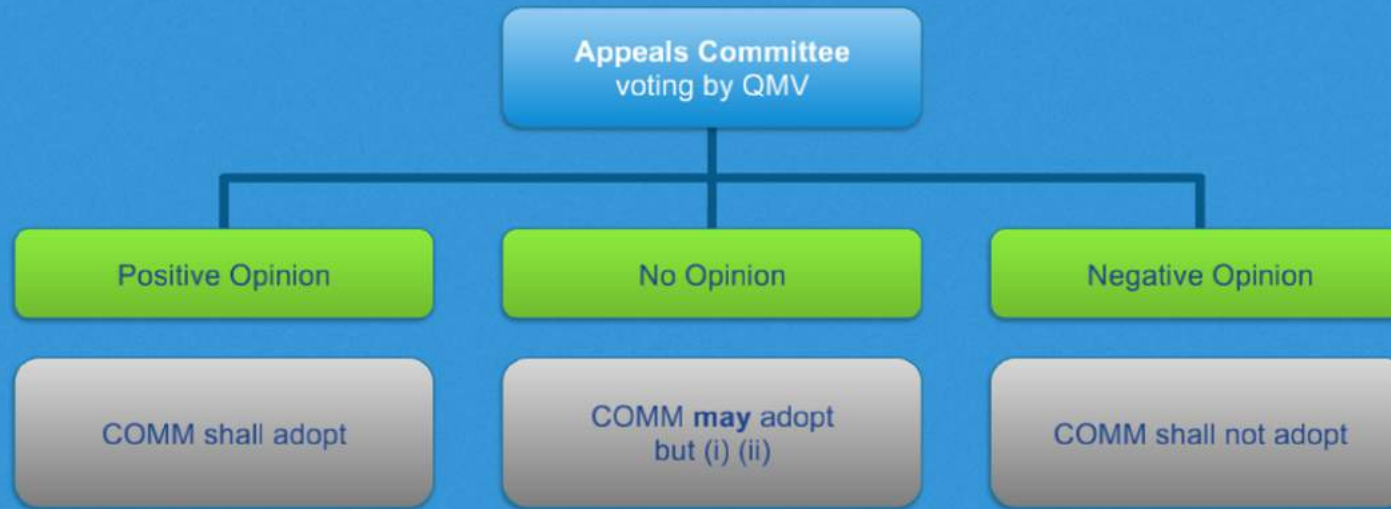 Appeals Committee
voting by QMV
Positive Opinion
No Opinion
Negative Opinion
COMM shall adopt
COMM may adopt
but (i) (ii)
COMM shall not adopt